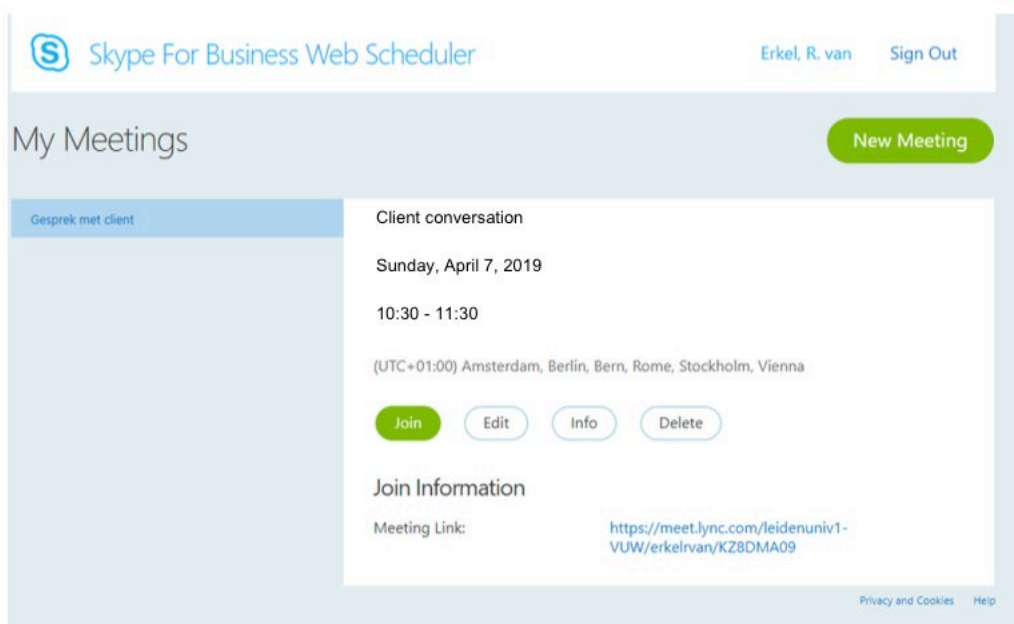 Skype For Business Web Scheduler
Erkel, R. van
Sign Out
My Meetings
New Meeting
Gesprek met client
Client conversation
Sunday, April 7, 2019
10:30 - 11:30
(UTC+01:00) Amsterdam, Berlin, Bern, Rome, Stockholm, Vienna
Join
Edit
Info
Delete
Join Information
Meeting Link:
https://meet.lync.com/leidenuniv1-
VUW/erkelrvan/KZ8DMA09
Privacy and Cookies
Help